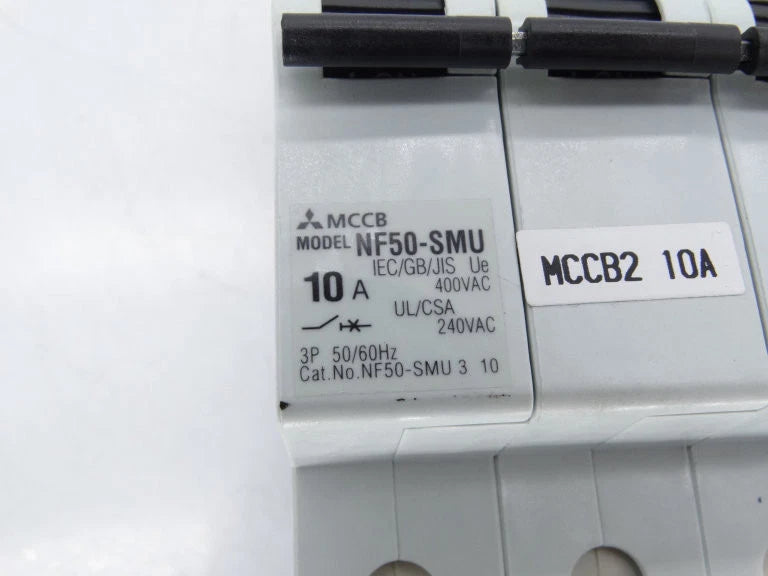 MCCB
MODEL NF50-SMU
IEC/GB/JIS Ue
10 A
400VAC
UL/CSA
240VAC
3P 50/60Hz
Cat.No.NF50-SMU 3 10
MCCB2 10A